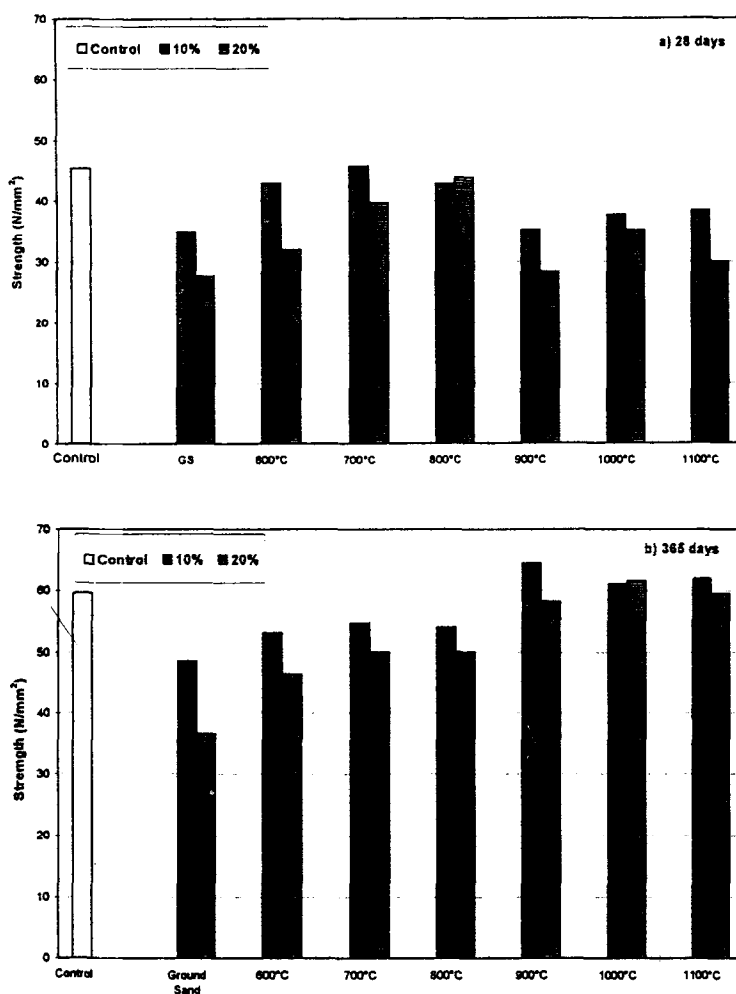 70
60
50
40
30
20
10
0
Strength (N/mm²)
Control 10% 20%
a) 28 days
Control GS 600°C 700°C 800°C 900°C 1000°C 1100°C
70
60
50
40
30
20
10
0
Strength (N/mm²)
Control 10% 20%
b) 365 days
Control Ground Sand 600°C 700°C 800°C 900°C 1000°C 1100°C